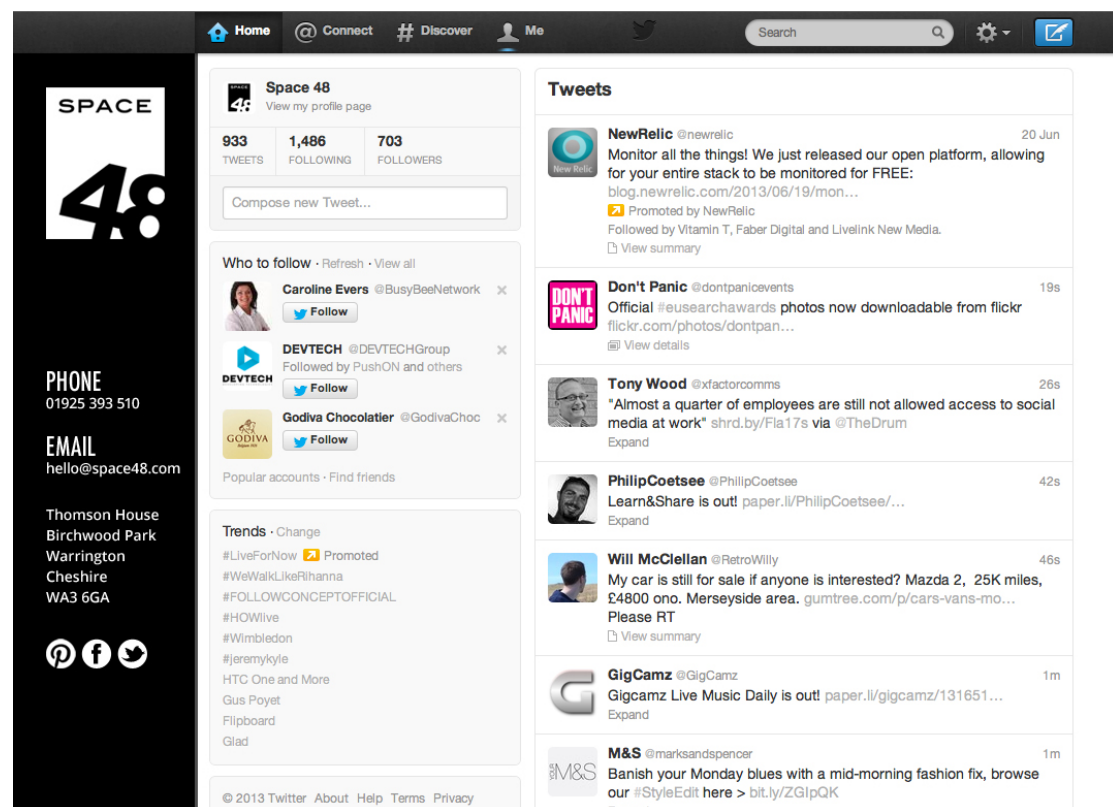 Home
Connect
Discover
Me
Search
SPACE
48
PHONE
01925 393 510
EMAIL
hello@space48.com
Thomson House
Birchwood Park
Warrington
Cheshire
WA3 6GA
SPACE
48
Space 48
View my profile page
933 1,486 703
TWEETS FOLLOWING FOLLOWERS
Compose new Tweet...
Who to follow · Refresh · View all
Caroline Evers @BusyBeeNetwork
Follow
DEVTECH
DEVTECH @DEVTECHGroup
Followed by PushON and others
Follow
GODIVA
Godiva Chocolatier @GodivaChoc
Follow
Popular accounts · Find friends
Trends · Change
#LiveForNow Promoted
#WeWalkLikeRihanna
#FOLLOWCONCEPTOFFICIAL
#HOWlive
#Wimbledon
#jeremykyle
HTC One and More
Gus Poyet
Flipboard
Glad
© 2013 Twitter About Help Terms Privacy
Tweets
New Relic
NewRelic @newrelic 20 Jun
Monitor all the things! We just released our open platform, allowing
for your entire stack to be monitored for FREE:
blog.newrelic.com/2013/06/19/mon...
Promoted by NewRelic
Followed by Vitamin T, Faber Digital and Livelink New Media.
View summary
DON'T
PANIC
Don't Panic @dontpanicevents 19s
Official #eusearchawards photos now downloadable from flickr
flickr.com/photos/dontpan...
View details
Tony Wood @xfactorcomms 26s
"Almost a quarter of employees are still not allowed access to social
media at work" shrd.by/Fla17s via @TheDrum
Expand
PhilipCoetsee @PhilipCoetsee 42s
Learn&Share is out! paper.li/PhilipCoetsee/...
Expand
Will McClellan @RetroWilly 46s
My car is still for sale if anyone is interested? Mazda 2, 25K miles,
£4800 ono. Merseyside area. gumtree.com/p/cars-vans-mo...
Please RT
View summary
GigCamz @GigCamz 1m
Gigcamz Live Music Daily is out! paper.li/gigcamz/131651...
Expand
M&S
M&S @marksandspencer 1m
Banish your Monday blues with a mid-morning fashion fix, browse
our #StyleEdit here > bit.ly/ZGIpQK